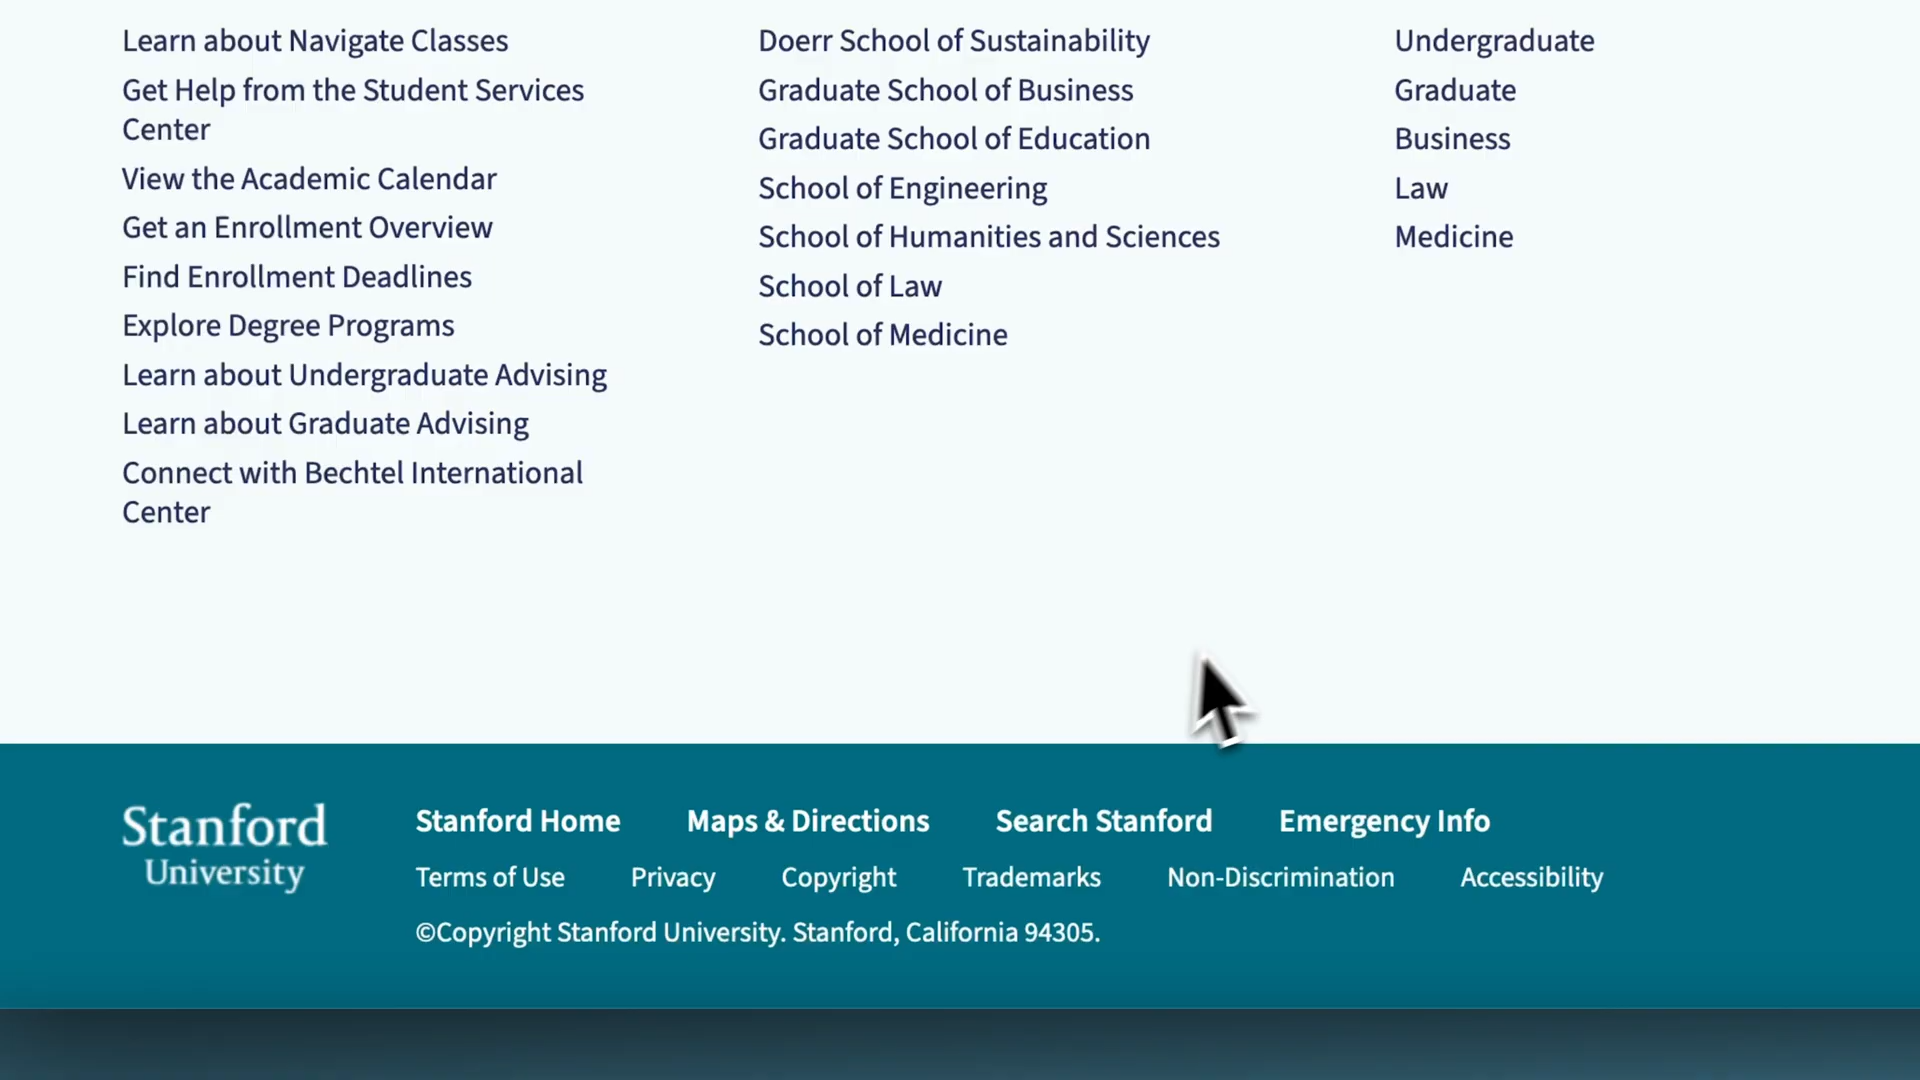 Learn about Navigate Classes
Get Help from the Student Services
Center
View the Academic Calendar
Get an Enrollment Overview
Find Enrollment Deadlines
Explore Degree Programs
Learn about Undergraduate Advising
Learn about Graduate Advising
Connect with Bechtel International
Center
Doerr School of Sustainability
Graduate School of Business
Graduate School of Education
School of Engineering
School of Humanities and Sciences
School of Law
School of Medicine
Undergraduate
Graduate
Business
Law
Medicine
Stanford
University
Stanford Home Maps & Directions Search Stanford Emergency Info
Terms of Use Privacy Copyright Trademarks Non-Discrimination Accessibility
©Copyright Stanford University. Stanford, California 94305.